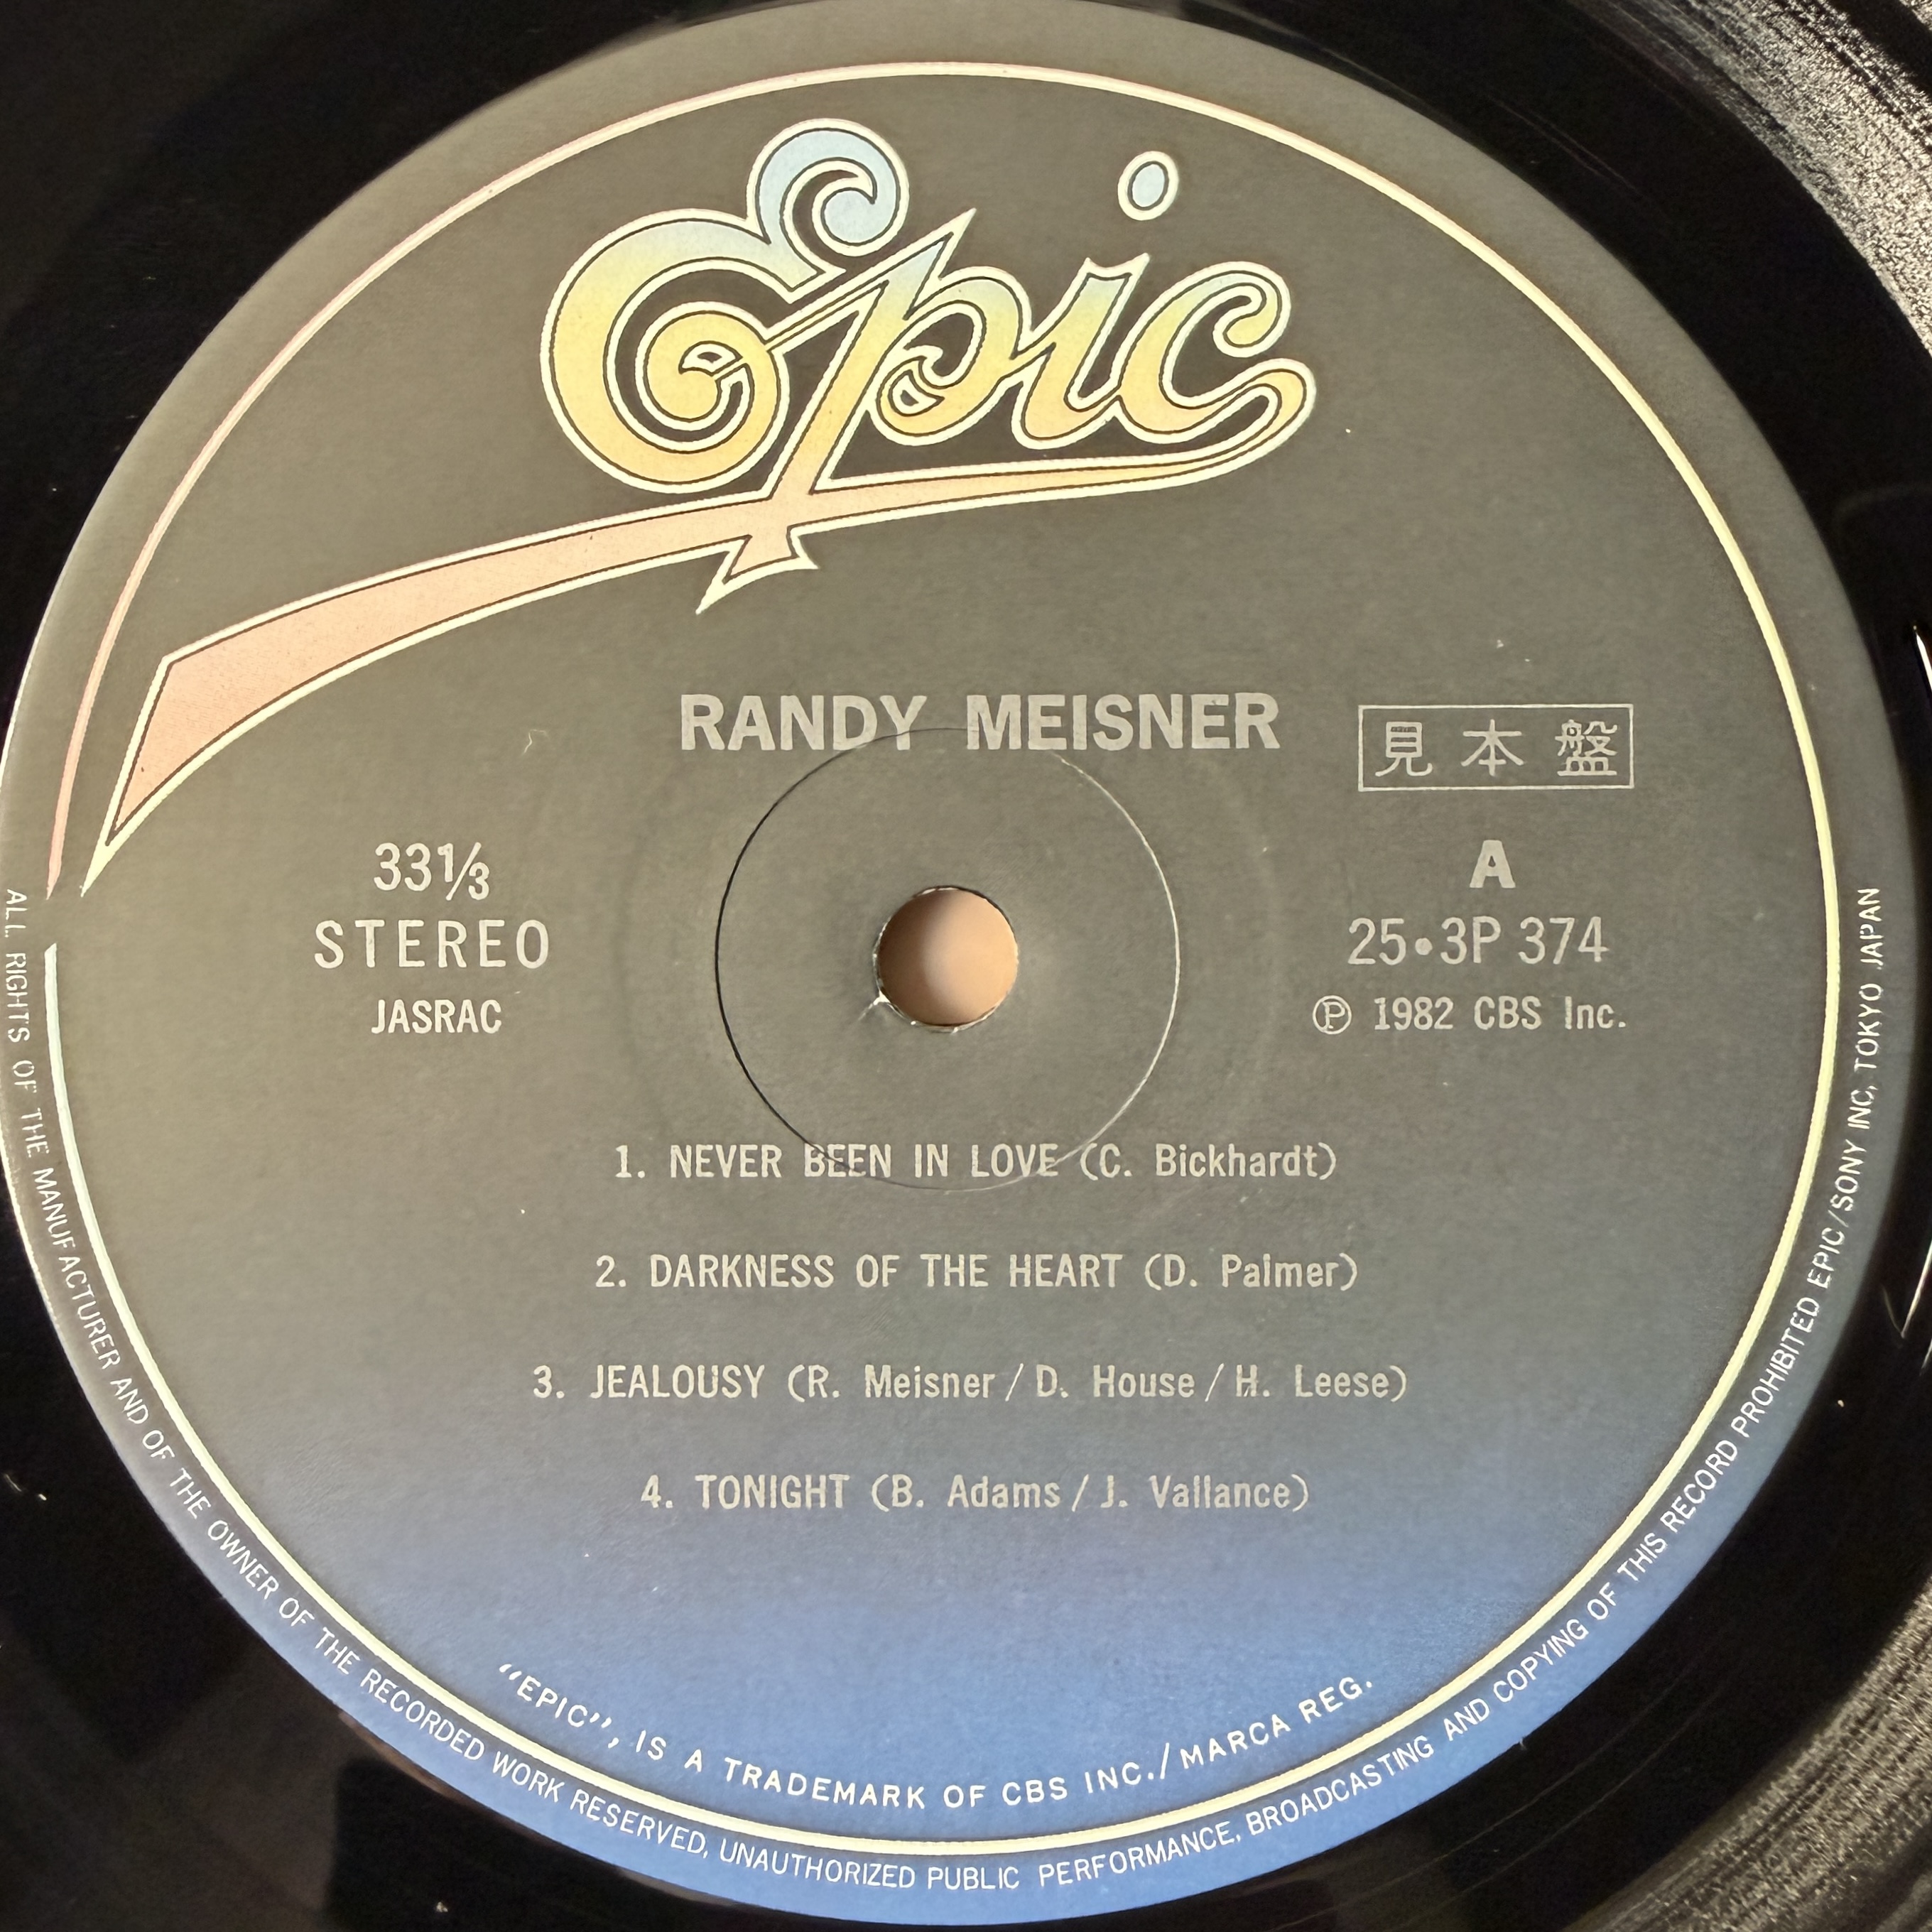 Epic
RANDY MEISNER
見本盤
33⅓
STEREO
JASRAC
A
25•3P 374
Ⓟ 1982 CBS Inc.
1. NEVER BEEN IN LOVE (C. Bickhardt)
2. DARKNESS OF THE HEART (D. Palmer)
3. JEALOUSY (R. Meisner / D. House / H. Leese)
4. TONIGHT (B. Adams / J. Vallance)
“EPIC”, IS A TRADEMARK OF CBS INC./MARCA REG.
ALL RIGHTS OF THE MANUFACTURER AND OF THE OWNER OF THE RECORDED WORK RESERVED, UNAUTHORIZED PUBLIC PERFORMANCE, BROADCASTING AND COPYING OF THIS RECORD PROHIBITED EPIC/SONY INC, TOKYO JAPAN